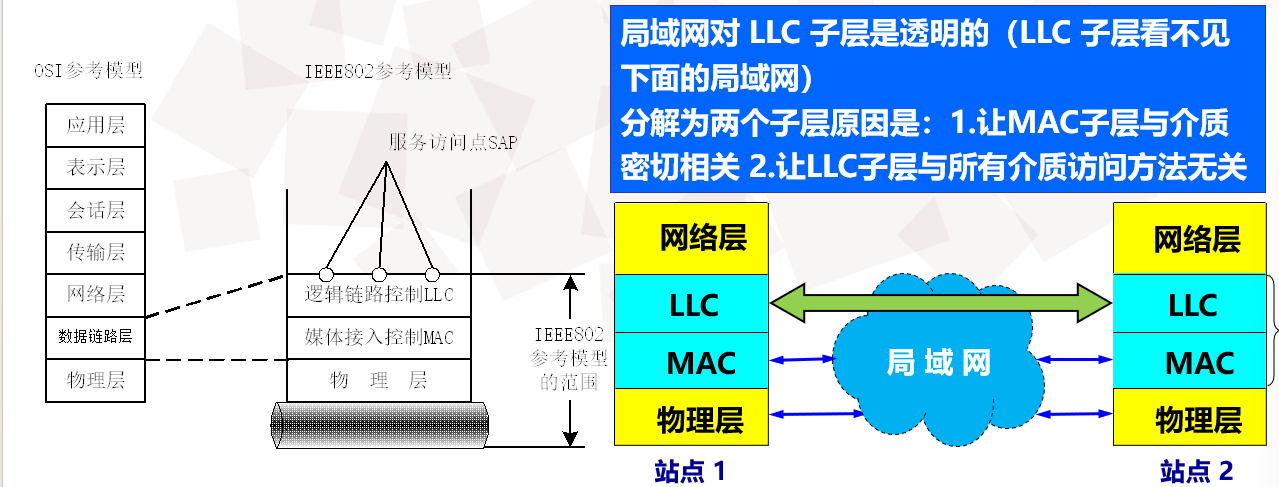 OSI参考模型
应用层
表示层
会话层
传输层
网络层
数据链路层
物理层
IEEE802参考模型
服务访问点SAP
逻辑链路控制LLC
媒体接入控制MAC
物 理 层
IEEE802
参考模型
的范围
局域网对 LLC 子层是透明的（LLC 子层看不见
下面的局域网）
分解为两个子层原因是：1.让MAC子层与介质
密切相关 2.让LLC子层与所有介质访问方法无关
网络层
LLC
MAC
物理层
站点 1
局 域 网
网络层
LLC
MAC
物理层
站点 2